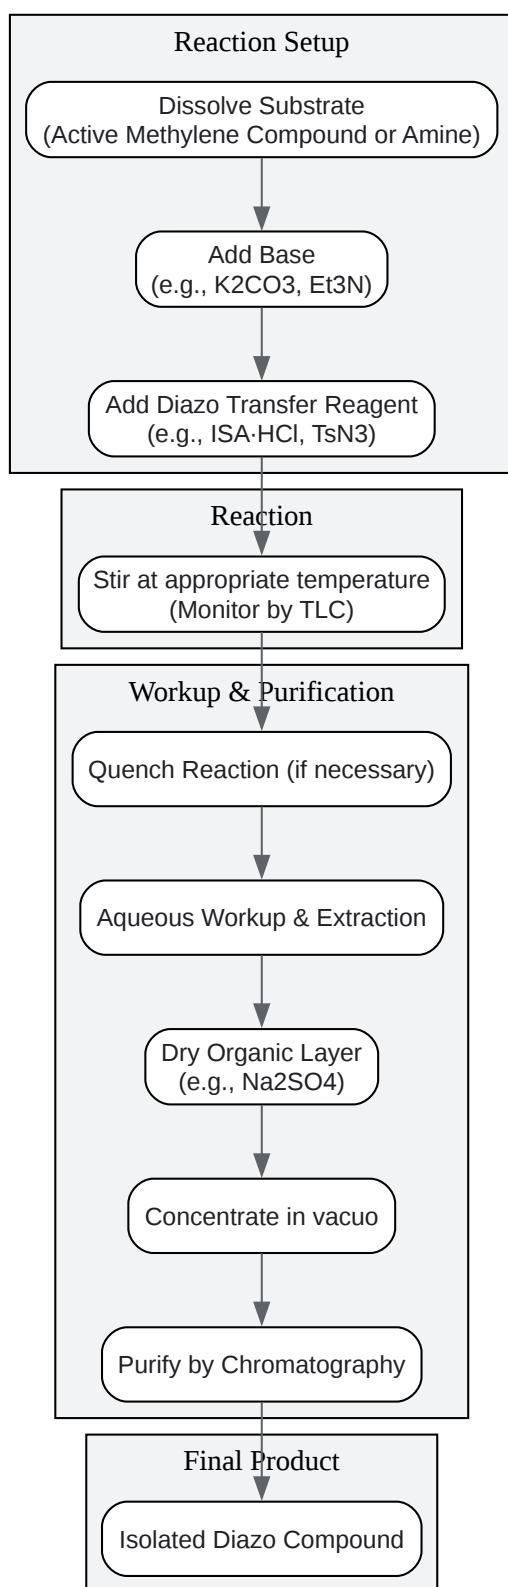 Reaction Setup
Dissolve Substrate
(Active Methylene Compound or Amine)
Add Base
(e.g., K2CO3, Et3N)
Add Diazo Transfer Reagent
(e.g., ISA·HCl, TsN3)
Reaction
Stir at appropriate temperature
(Monitor by TLC)
Workup & Purification
Quench Reaction (if necessary)
Aqueous Workup & Extraction
Dry Organic Layer
(e.g., Na2SO4)
Concentrate in vacuo
Purify by Chromatography
Final Product
Isolated Diazo Compound